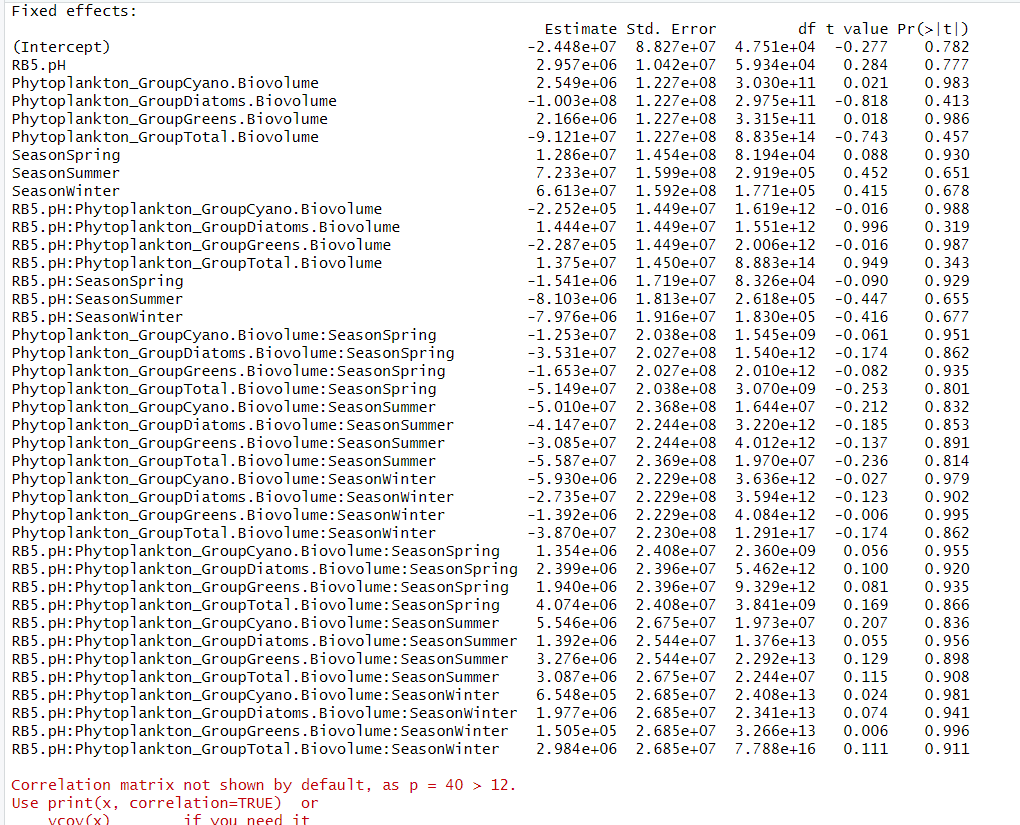 Fixed effects:
Estimate Std. Error df t value Pr(>|t|)
(Intercept) -2.448e+07 8.827e+07 4.751e+04 -0.277 0.782
RB5.pH 2.957e+06 1.042e+07 5.934e+04 0.284 0.777
Phytoplankton_GroupCyano.Biovolume 2.549e+06 1.227e+08 3.030e+11 0.021 0.983
Phytoplankton_GroupDiatoms.Biovolume -1.003e+08 1.227e+08 2.975e+11 -0.818 0.413
Phytoplankton_GroupGreens.Biovolume 2.166e+06 1.227e+08 3.315e+11 0.018 0.986
Phytoplankton_GroupTotal.Biovolume -9.121e+07 1.227e+08 8.835e+14 -0.743 0.457
SeasonSpring 1.286e+07 1.454e+08 8.194e+04 0.088 0.930
SeasonSummer 7.233e+07 1.599e+08 2.919e+05 0.452 0.651
SeasonWinter 6.613e+07 1.592e+08 1.771e+05 0.415 0.678
RB5.pH:Phytoplankton_GroupCyano.Biovolume -2.252e+05 1.449e+07 1.619e+12 -0.016 0.988
RB5.pH:Phytoplankton_GroupDiatoms.Biovolume 1.444e+07 1.449e+07 1.551e+12 0.996 0.319
RB5.pH:Phytoplankton_GroupGreens.Biovolume -2.287e+05 1.449e+07 2.006e+12 -0.016 0.987
RB5.pH:Phytoplankton_GroupTotal.Biovolume 1.375e+07 1.450e+07 8.883e+14 0.949 0.343
RB5.pH:SeasonSpring -1.541e+06 1.719e+07 8.326e+04 -0.090 0.929
RB5.pH:SeasonSummer -8.103e+06 1.813e+07 2.618e+05 -0.447 0.655
RB5.pH:SeasonWinter -7.976e+06 1.916e+07 1.830e+05 -0.416 0.677
Phytoplankton_GroupCyano.Biovolume:SeasonSpring -1.253e+07 2.038e+08 1.545e+09 -0.061 0.951
Phytoplankton_GroupDiatoms.Biovolume:SeasonSpring -3.531e+07 2.027e+08 1.540e+12 -0.174 0.862
Phytoplankton_GroupGreens.Biovolume:SeasonSpring -1.653e+07 2.027e+08 2.010e+12 -0.082 0.935
Phytoplankton_GroupTotal.Biovolume:SeasonSpring -5.149e+07 2.038e+08 3.070e+09 -0.253 0.801
Phytoplankton_GroupCyano.Biovolume:SeasonSummer -5.010e+07 2.368e+08 1.644e+07 -0.212 0.832
Phytoplankton_GroupDiatoms.Biovolume:SeasonSummer -4.147e+07 2.244e+08 3.220e+12 -0.185 0.853
Phytoplankton_GroupGreens.Biovolume:SeasonSummer -3.085e+07 2.244e+08 4.012e+12 -0.137 0.891
Phytoplankton_GroupTotal.Biovolume:SeasonSummer -5.587e+07 2.369e+08 1.970e+07 -0.236 0.814
Phytoplankton_GroupCyano.Biovolume:SeasonWinter -5.930e+06 2.229e+08 3.636e+12 -0.027 0.979
Phytoplankton_GroupDiatoms.Biovolume:SeasonWinter -2.735e+07 2.229e+08 3.594e+12 -0.123 0.902
Phytoplankton_GroupGreens.Biovolume:SeasonWinter -1.392e+06 2.229e+08 4.084e+12 -0.006 0.995
Phytoplankton_GroupTotal.Biovolume:SeasonWinter -3.870e+07 2.230e+08 1.291e+17 -0.174 0.862
RB5.pH:Phytoplankton_GroupCyano.Biovolume:SeasonSpring 1.354e+06 2.408e+07 2.360e+09 0.056 0.955
RB5.pH:Phytoplankton_GroupDiatoms.Biovolume:SeasonSpring 2.399e+06 2.396e+07 5.462e+12 0.100 0.920
RB5.pH:Phytoplankton_GroupGreens.Biovolume:SeasonSpring 1.940e+06 2.396e+07 9.329e+12 0.081 0.935
RB5.pH:Phytoplankton_GroupTotal.Biovolume:SeasonSpring 4.074e+06 2.408e+07 3.841e+09 0.169 0.866
RB5.pH:Phytoplankton_GroupCyano.Biovolume:SeasonSummer 5.546e+06 2.675e+07 1.973e+07 0.207 0.836
RB5.pH:Phytoplankton_GroupDiatoms.Biovolume:SeasonSummer 1.392e+06 2.544e+07 1.376e+13 0.055 0.956
RB5.pH:Phytoplankton_GroupGreens.Biovolume:SeasonSummer 3.276e+06 2.544e+07 2.292e+13 0.129 0.898
RB5.pH:Phytoplankton_GroupTotal.Biovolume:SeasonSummer 3.087e+06 2.675e+07 2.244e+07 0.115 0.908
RB5.pH:Phytoplankton_GroupCyano.Biovolume:SeasonWinter 6.548e+05 2.685e+07 2.408e+13 0.024 0.981
RB5.pH:Phytoplankton_GroupDiatoms.Biovolume:SeasonWinter 1.977e+06 2.685e+07 2.341e+13 0.074 0.941
RB5.pH:Phytoplankton_GroupGreens.Biovolume:SeasonWinter 1.505e+05 2.685e+07 3.266e+13 0.006 0.996
RB5.pH:Phytoplankton_GroupTotal.Biovolume:SeasonWinter 2.984e+06 2.685e+07 7.788e+16 0.111 0.911
Correlation matrix not shown by default, as p = 40 > 12.
Use print(x, correlation=TRUE) or
vcov(x) if you need it